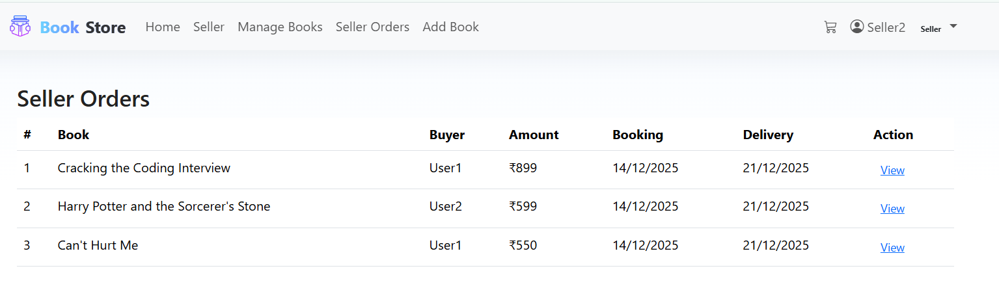 Book Store Home Seller Manage Books Seller Orders Add Book Seller2 Seller
Seller Orders
# Book Buyer Amount Booking Delivery Action
1 Cracking the Coding Interview User1 ₹899 14/12/2025 21/12/2025 View
2 Harry Potter and the Sorcerer's Stone User2 ₹599 14/12/2025 21/12/2025 View
3 Can't Hurt Me User1 ₹550 14/12/2025 21/12/2025 View